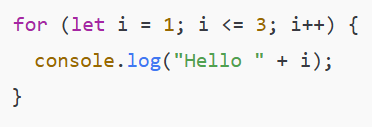 for (let i = 1; i <= 3; i++) {
  console.log("Hello " + i);
}